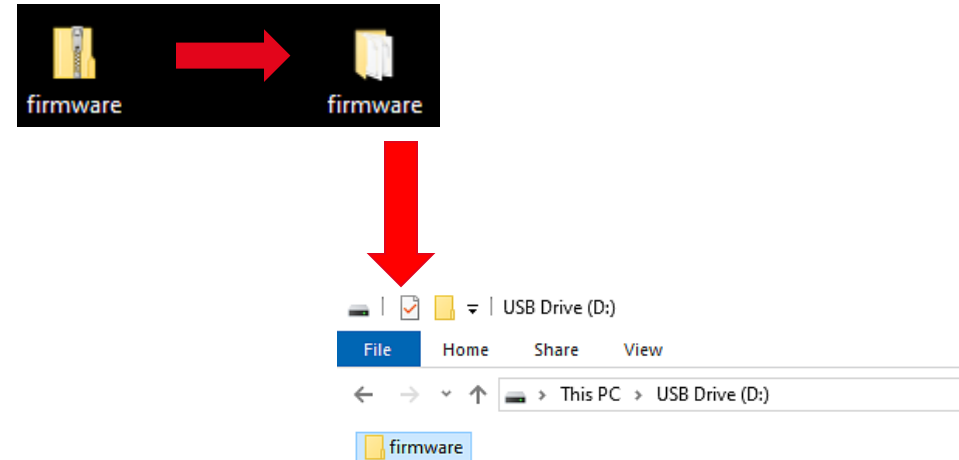 firmware firmware
USB Drive (D:)
File Home Share View
This PC USB Drive (D:)
firmware